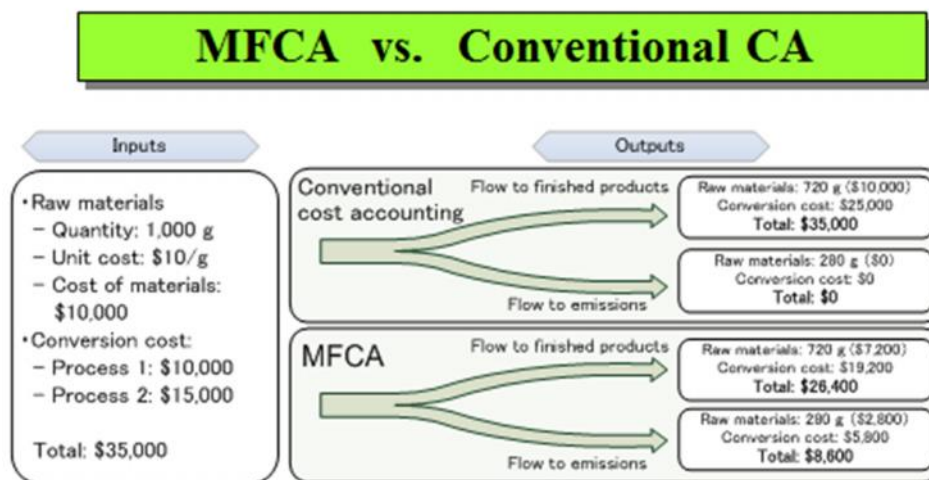 MFCA vs. Conventional CA
Inputs
・Raw materials
– Quantity: 1,000 g
– Unit cost: $10/g
– Cost of materials:
$10,000
・Conversion cost:
– Process 1: $10,000
– Process 2: $15,000
Total: $35,000
Outputs
Conventional
cost accounting
Flow to finished products
Raw materials: 720 g ($10,000)
Conversion cost: $25,000
Total: $35,000
Flow to emissions
Raw materials: 280 g ($0)
Conversion cost: $0
Total: $0
MFCA
Flow to finished products
Raw materials: 720 g ($7,200)
Conversion cost: $19,200
Total: $26,400
Flow to emissions
Raw materials: 280 g ($2,800)
Conversion cost: $5,800
Total: $8,600